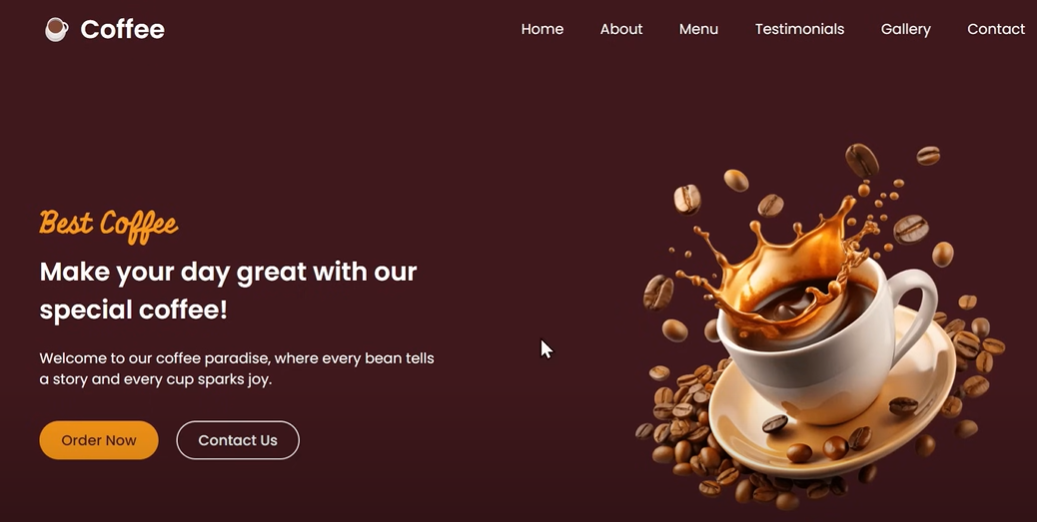 Coffee
Home About Menu Testimonials Gallery Contact
Best Coffee
Make your day great with our
special coffee!
Welcome to our coffee paradise, where every bean tells
a story and every cup sparks joy.
Order Now Contact Us